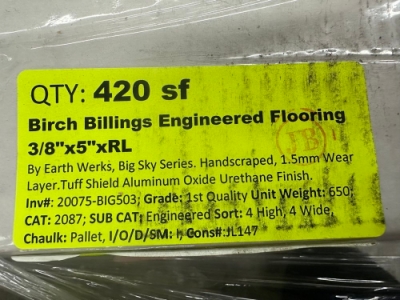 QTY: 420 sf
Birch Billings Engineered Flooring
3/8"x5"xRL
By Earth Werks, Big Sky Series. Handscraped, 1.5mm Wear
Layer.Tuff Shield Aluminum Oxide Urethane Finish.
Inv#: 20075-BIG503; Grade: 1st Quality Unit Weight: 650;
CAT: 2087; SUB CAT; Engineered Sort: 4 High, 4 Wide,
Chaulk: Pallet, I/O/D/SM: I, Cons#: JL147
JB